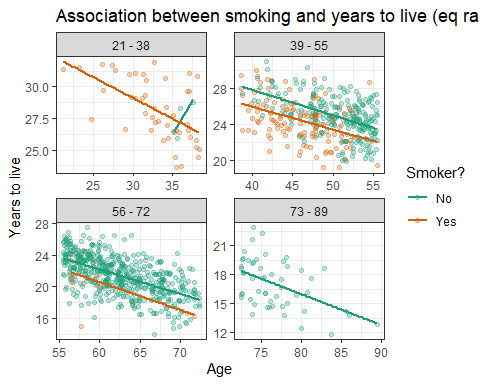 Association between smoking and years to live (eq ra
21 - 38
39 - 55
30.0
27.5
25.0
28
24
20
25
30
35
40
45
50
55
Years to live
Smoker?
No
Yes
56 - 72
73 - 89
28
24
20
16
21
18
15
12
55
60
65
70
75
80
85
90
Age